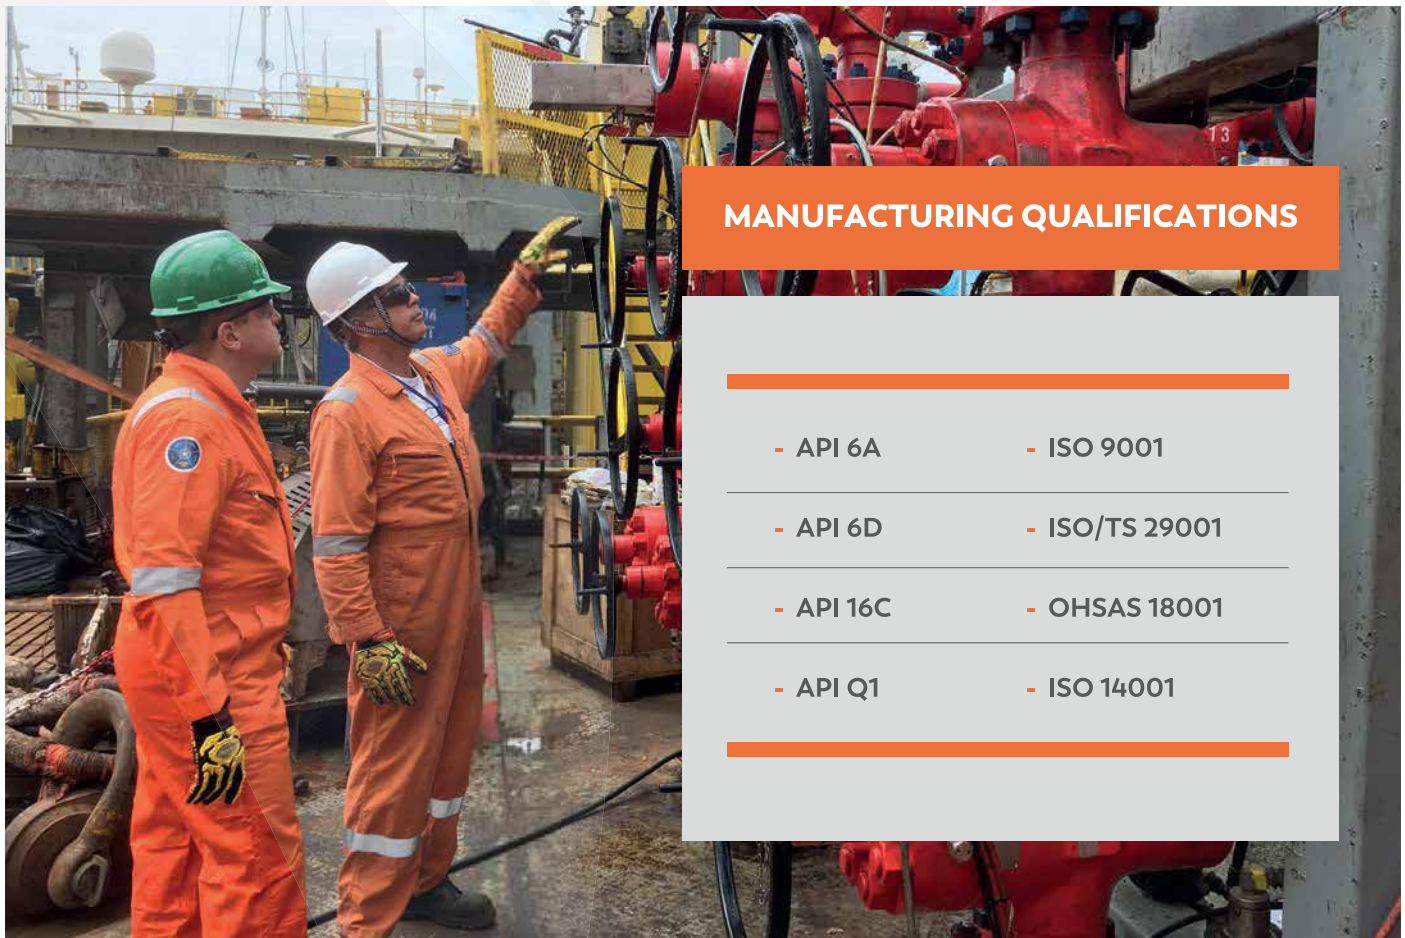 13
MANUFACTURING QUALIFICATIONS
- API 6A - ISO 9001
- API 6D - ISO/TS 29001
- API 16C - OHSAS 18001
- API Q1 - ISO 14001